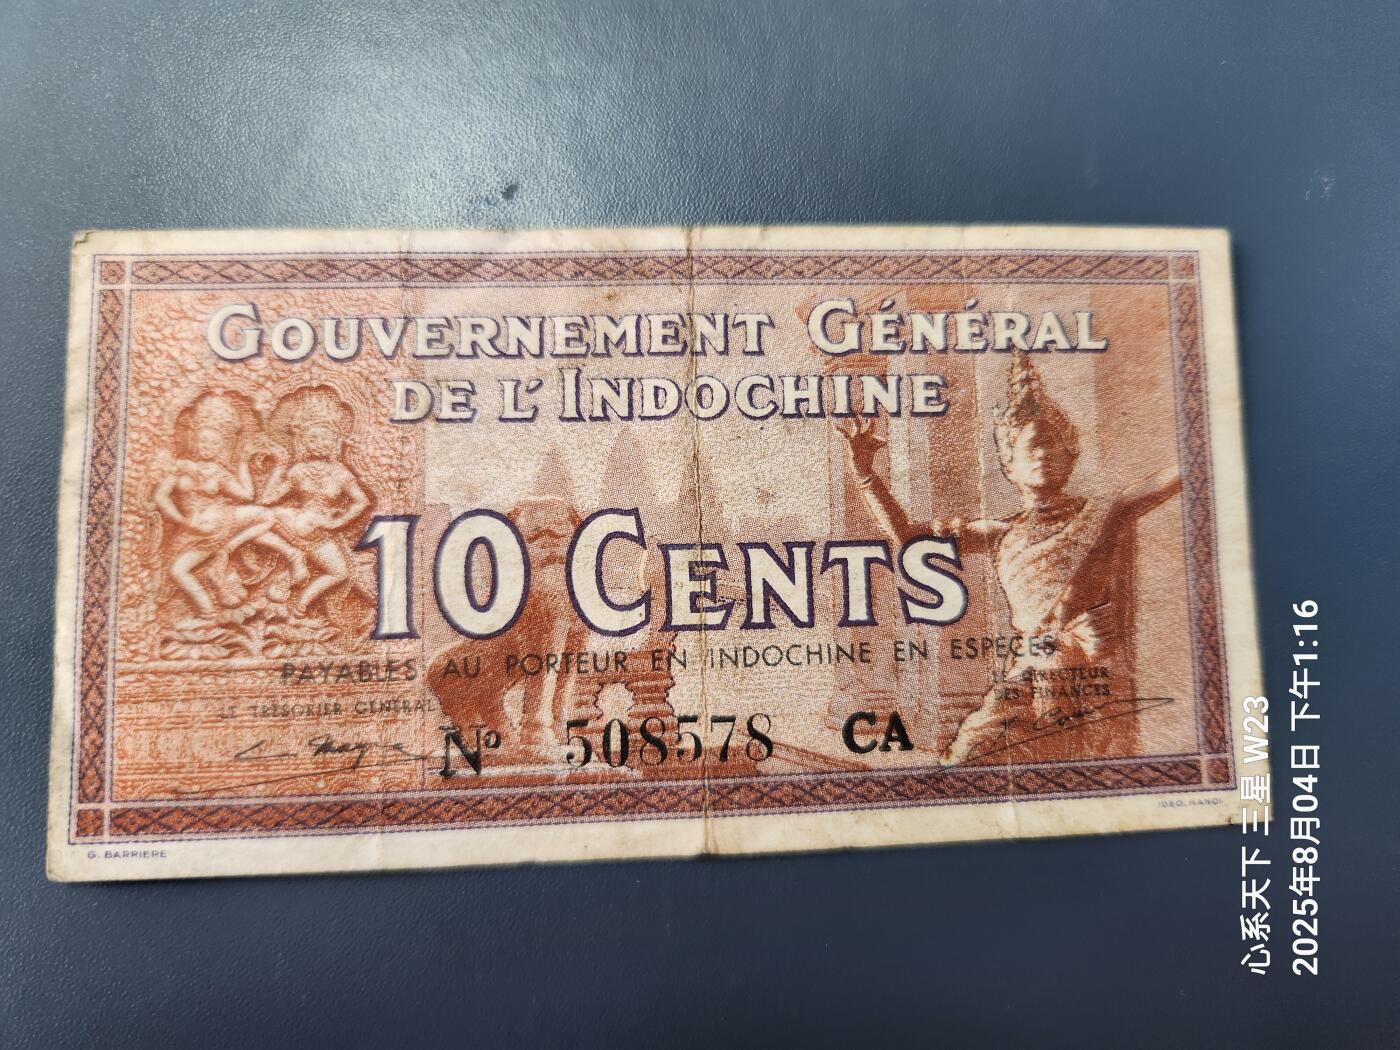 GOUVERNEMENT GÉNÉRAL
DE L'INDOCHINE
10 CENTS
PAYABLES AU PORTEUR EN INDOCHINE EN ESPÈCES
LE TRÉSORIER GÉNÉRAL
LE DIRECTEUR
DES FINANCES
Nº 508578 CA
G. BARRIERE
IDEO. HANOI
心系天下 三星 W23
2025年8月04日 下午1:16